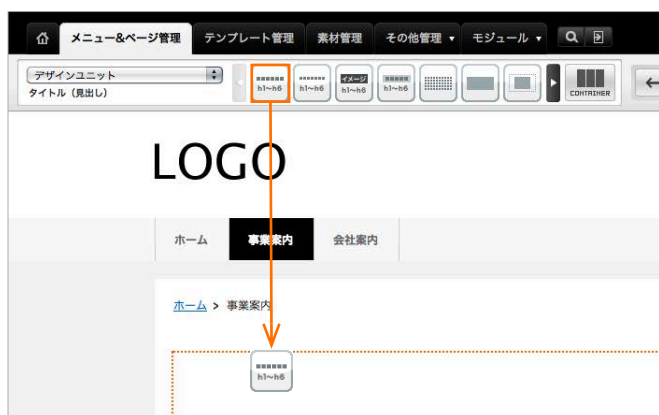 メニュー&ページ管理 テンプレート管理 素材管理 その他管理 ▼ モジュール ▼
デザインユニット
タイトル（見出し）
h1~h6 h1~h6 イメージ h1~h6 h1~h6 CONTAINER
LOGO
ホーム 事業案内 会社案内
ホーム > 事業案内
h1~h6